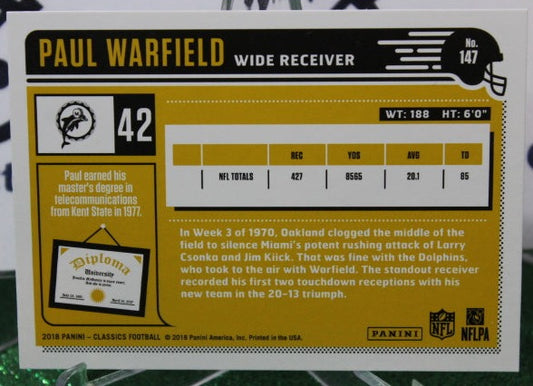 PAUL WARFIELD WIDE RECEIVER
No.
147
42
WT: 188 HT: 6'0"
REC YDS AVG TD
NFL TOTALS 427 8565 20.1 85
Paul earned his
master's degree in
telecommunications
from Kent State in 1977.
Diploma
University
In Week 3 of 1970, Oakland clogged the middle of the
field to silence Miami's potent rushing attack of Larry
Csonka and Jim Kiick. That was fine with the Dolphins,
who took to the air with Warfield. The standout receiver
recorded his first two touchdown receptions with his
new team in the 20-13 triumph.
2018 PANINI – CLASSICS FOOTBALL © 2018 Panini America, Inc. Printed in the USA.
PANINI
NFL
NFLPA